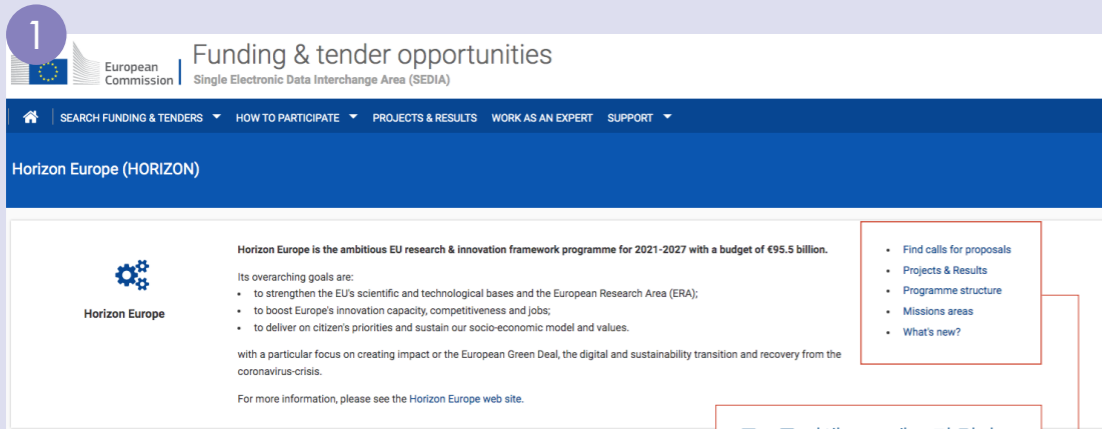 1
European
Commission
Funding & tender opportunities
Single Electronic Data Interchange Area (SEDIA)
SEARCH FUNDING & TENDERS HOW TO PARTICIPATE PROJECTS & RESULTS WORK AS AN EXPERT SUPPORT
Horizon Europe (HORIZON)
Horizon Europe
Horizon Europe is the ambitious EU research & innovation framework programme for 2021-2027 with a budget of €95.5 billion.
Its overarching goals are:
• to strengthen the EU's scientific and technological bases and the European Research Area (ERA);
• to boost Europe's innovation capacity, competitiveness and jobs;
• to deliver on citizen's priorities and sustain our socio-economic model and values.
with a particular focus on creating impact or the European Green Deal, the digital and sustainability transition and recovery from the
coronavirus-crisis.
For more information, please see the Horizon Europe web site.
• Find calls for proposals
• Projects & Results
• Programme structure
• Missions areas
• What's new?